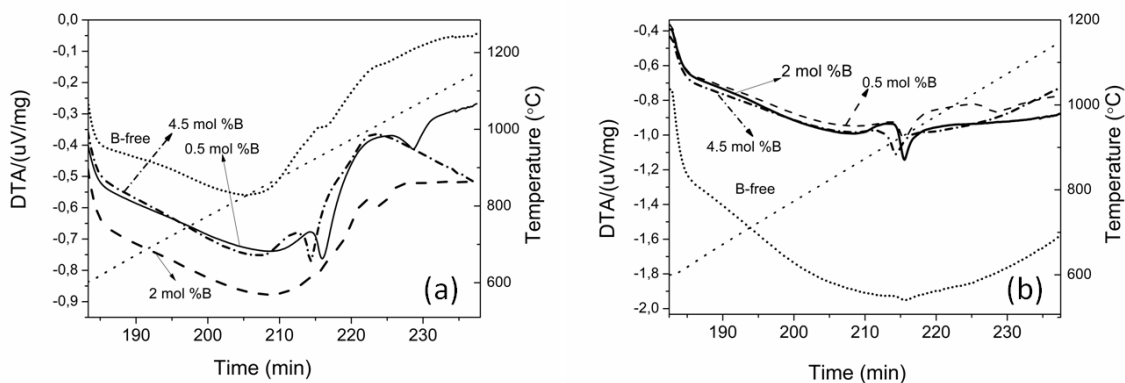 (a)
DTA/(uV/mg)
0,0
-0,1
-0,2
-0,3
-0,4
-0,5
-0,6
-0,7
-0,8
-0,9
B-free
4.5 mol %B
0.5 mol %B
2 mol %B
1200
1000
800
600
Temperature (°C)
190 200 210 220 230
Time (min)
(b)
DTA/(uV/mg)
-0,4
-0,6
-0,8
-1,0
-1,2
-1,4
-1,6
-1,8
-2,0
2 mol %B
0.5 mol %B
4.5 mol %B
B-free
1200
1000
800
600
Temperature (°C)
190 200 210 220 230
Time (min)